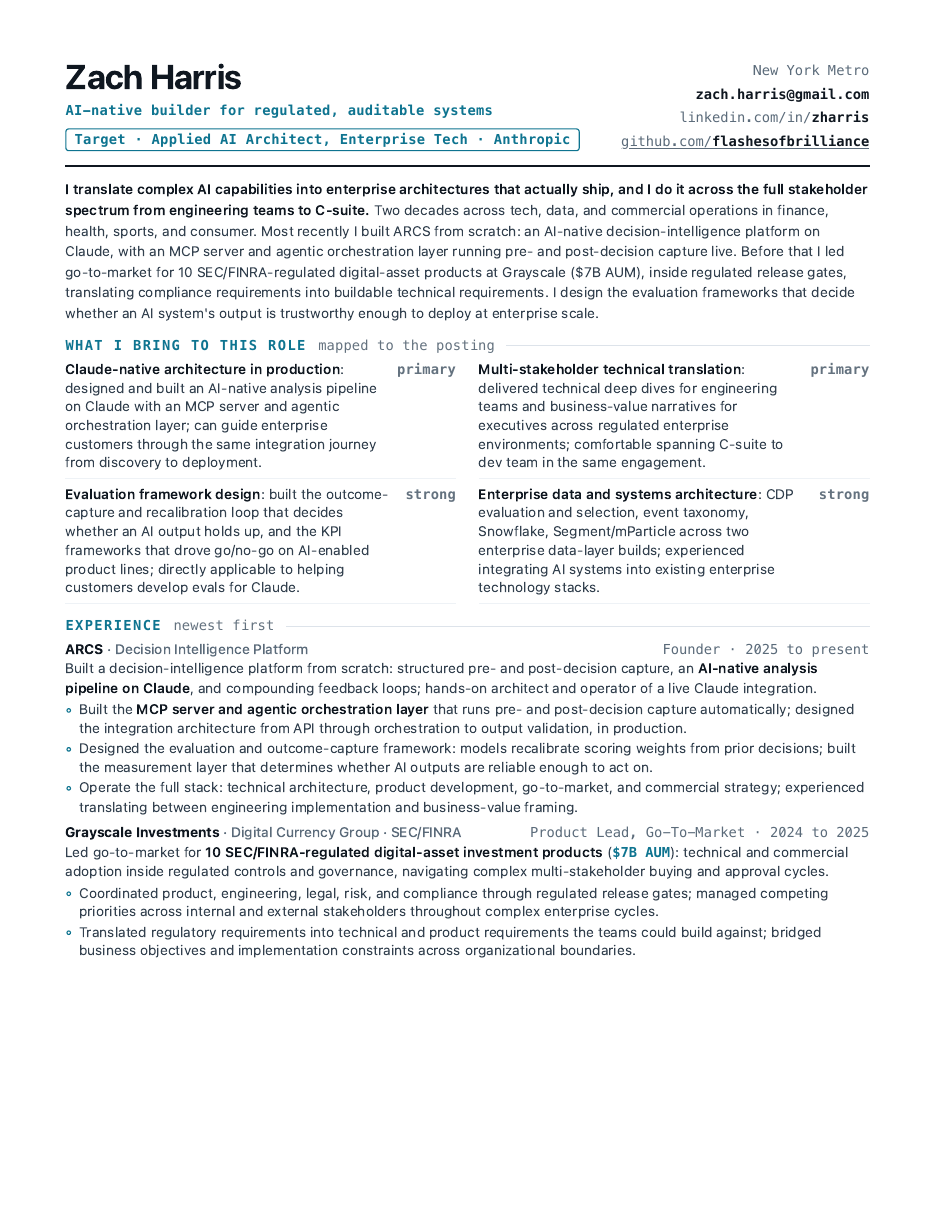 Zach Harris
New York Metro
AI-native builder for regulated, auditable systems
zach.harris@gmail.com
linkedin.com/in/zharris
Target · Applied AI Architect, Enterprise Tech · Anthropic
github.com/flashesofbrilliance
I translate complex AI capabilities into enterprise architectures that actually ship, and I do it across the full stakeholder
spectrum from engineering teams to C-suite. Two decades across tech, data, and commercial operations in finance,
health, sports, and consumer. Most recently I built ARCS from scratch: an AI-native decision-intelligence platform on
Claude, with an MCP server and agentic orchestration layer running pre- and post-decision capture live. Before that I led
go-to-market for 10 SEC/FINRA-regulated digital-asset products at Grayscale ($7B AUM), inside regulated release gates,
translating compliance requirements into buildable technical requirements. I design the evaluation frameworks that decide
whether an AI system's output is trustworthy enough to deploy at enterprise scale.
WHAT I BRING TO THIS ROLE mapped to the posting
Claude-native architecture in production: primary
designed and built an AI-native analysis pipeline
on Claude with an MCP server and agentic
orchestration layer; can guide enterprise
customers through the same integration journey
from discovery to deployment.
Multi-stakeholder technical translation: primary
delivered technical deep dives for engineering
teams and business-value narratives for
executives across regulated enterprise
environments; comfortable spanning C-suite to
dev team in the same engagement.
Evaluation framework design: built the outcome- strong
capture and recalibration loop that decides
whether an AI output holds up, and the KPI
frameworks that drove go/no-go on AI-enabled
product lines; directly applicable to helping
customers develop evals for Claude.
Enterprise data and systems architecture: CDP strong
evaluation and selection, event taxonomy,
Snowflake, Segment/mParticle across two
enterprise data-layer builds; experienced
integrating AI systems into existing enterprise
technology stacks.
EXPERIENCE newest first
ARCS · Decision Intelligence Platform Founder · 2025 to present
Built a decision-intelligence platform from scratch: structured pre- and post-decision capture, an AI-native analysis
pipeline on Claude, and compounding feedback loops; hands-on architect and operator of a live Claude integration.
Built the MCP server and agentic orchestration layer that runs pre- and post-decision capture automatically; designed
the integration architecture from API through orchestration to output validation, in production.
Designed the evaluation and outcome-capture framework: models recalibrate scoring weights from prior decisions; built
the measurement layer that determines whether AI outputs are reliable enough to act on.
Operate the full stack: technical architecture, product development, go-to-market, and commercial strategy; experienced
translating between engineering implementation and business-value framing.
Grayscale Investments · Digital Currency Group · SEC/FINRA Product Lead, Go-To-Market · 2024 to 2025
Led go-to-market for 10 SEC/FINRA-regulated digital-asset investment products ($7B AUM): technical and commercial
adoption inside regulated controls and governance, navigating complex multi-stakeholder buying and approval cycles.
Coordinated product, engineering, legal, risk, and compliance through regulated release gates; managed competing
priorities across internal and external stakeholders throughout complex enterprise cycles.
Translated regulatory requirements into technical and product requirements the teams could build against; bridged
business objectives and implementation constraints across organizational boundaries.